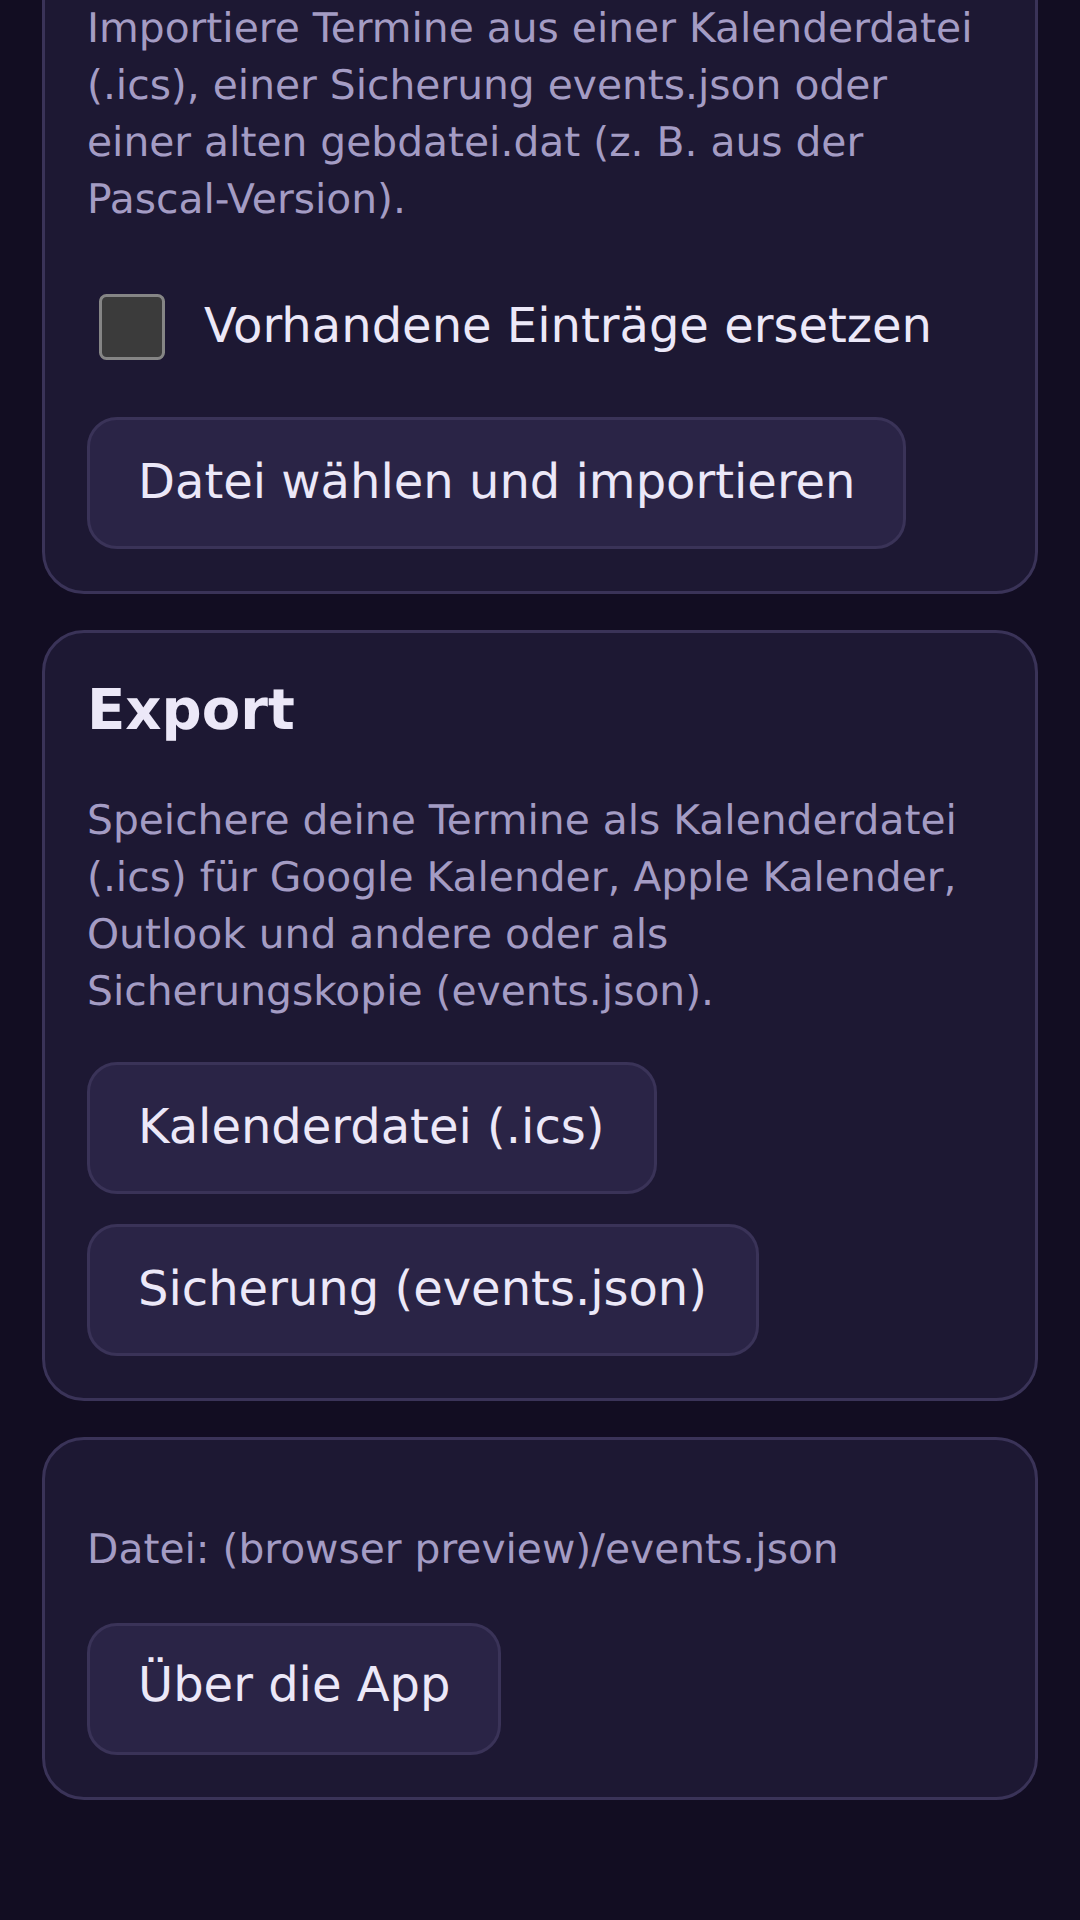 Importiere Termine aus einer Kalenderdatei
(.ics), einer Sicherung events.json oder
einer alten gebdatei.dat (z. B. aus der
Pascal-Version).
Vorhandene Einträge ersetzen
Datei wählen und importieren
Export
Speichere deine Termine als Kalenderdatei
(.ics) für Google Kalender, Apple Kalender,
Outlook und andere oder als
Sicherungskopie (events.json).
Kalenderdatei (.ics)
Sicherung (events.json)
Datei: (browser preview)/events.json
Über die App